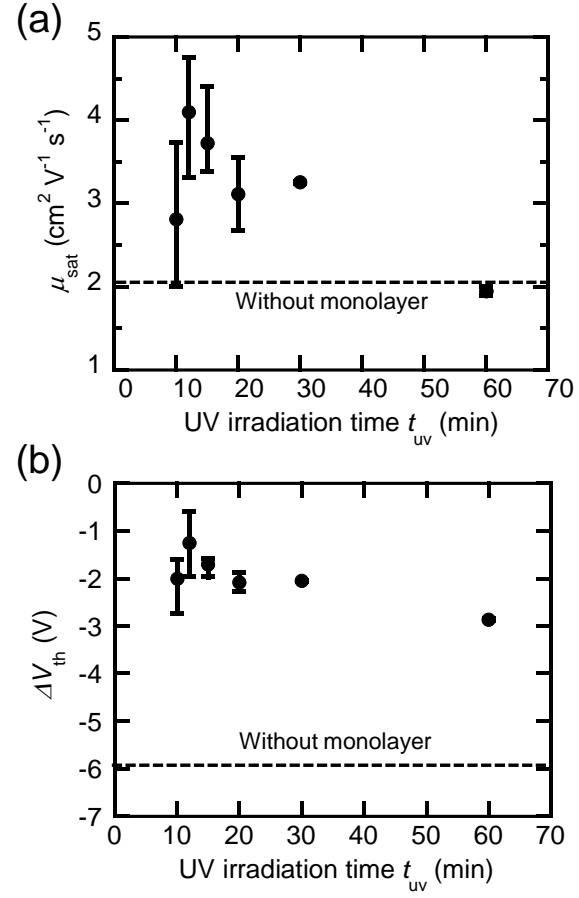 (a)
5
4
3
2
1
μsat (cm² V⁻¹ s⁻¹)
Without monolayer
0 10 20 30 40 50 60 70
UV irradiation time tuv (min)
(b)
0
-1
-2
-3
-4
-5
-6
-7
ΔVth (V)
Without monolayer
0 10 20 30 40 50 60 70
UV irradiation time tuv (min)